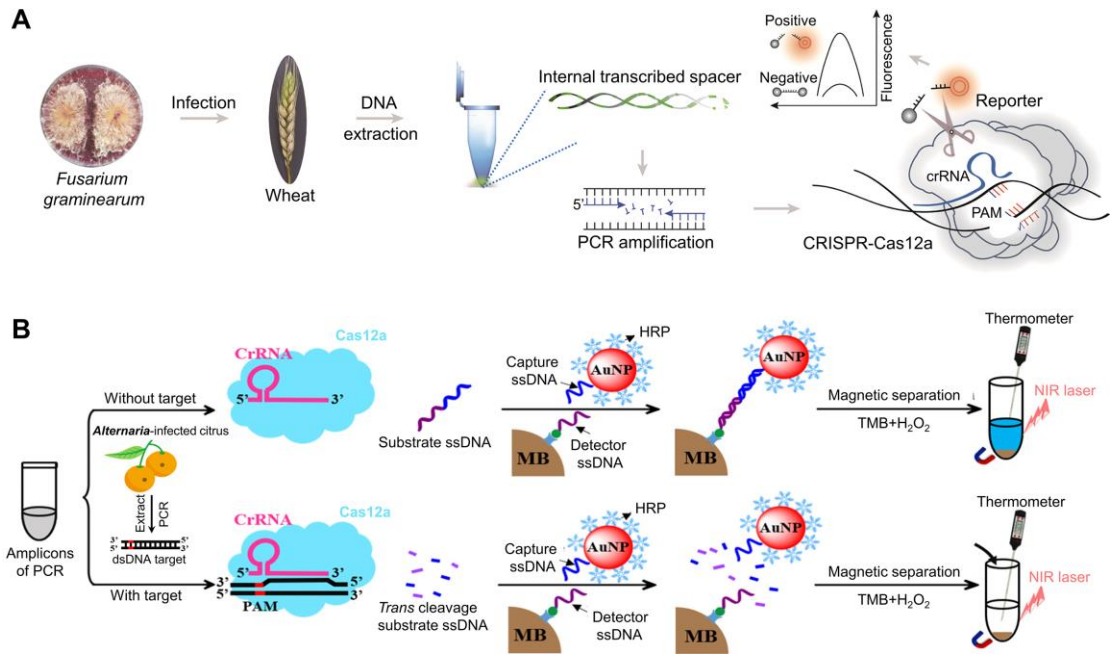 A
Fusarium
graminearum
Infection
Wheat
DNA
extraction
Internal transcribed spacer
5'
PCR amplification
Positive
Negative
Fluorescence
Reporter
crRNA
PAM
CRISPR-Cas12a
B
Amplicons
of PCR
Without target
Alternaria-infected citrus
Extract
PCR
3' 5'
5' 3'
dsDNA target
With target
Cas12a
CrRNA
5' 3'
Substrate ssDNA
HRP
Capture
ssDNA
AuNP
MB
Detector
ssDNA
AuNP
MB
Magnetic separation
TMB+H2O2
Thermometer
NIR laser
Cas12a
CrRNA
3' 5'
5' 3'
PAM
Trans cleavage
substrate ssDNA
HRP
Capture
ssDNA
AuNP
MB
Detector
ssDNA
AuNP
MB
Magnetic separation
TMB+H2O2
Thermometer
NIR laser